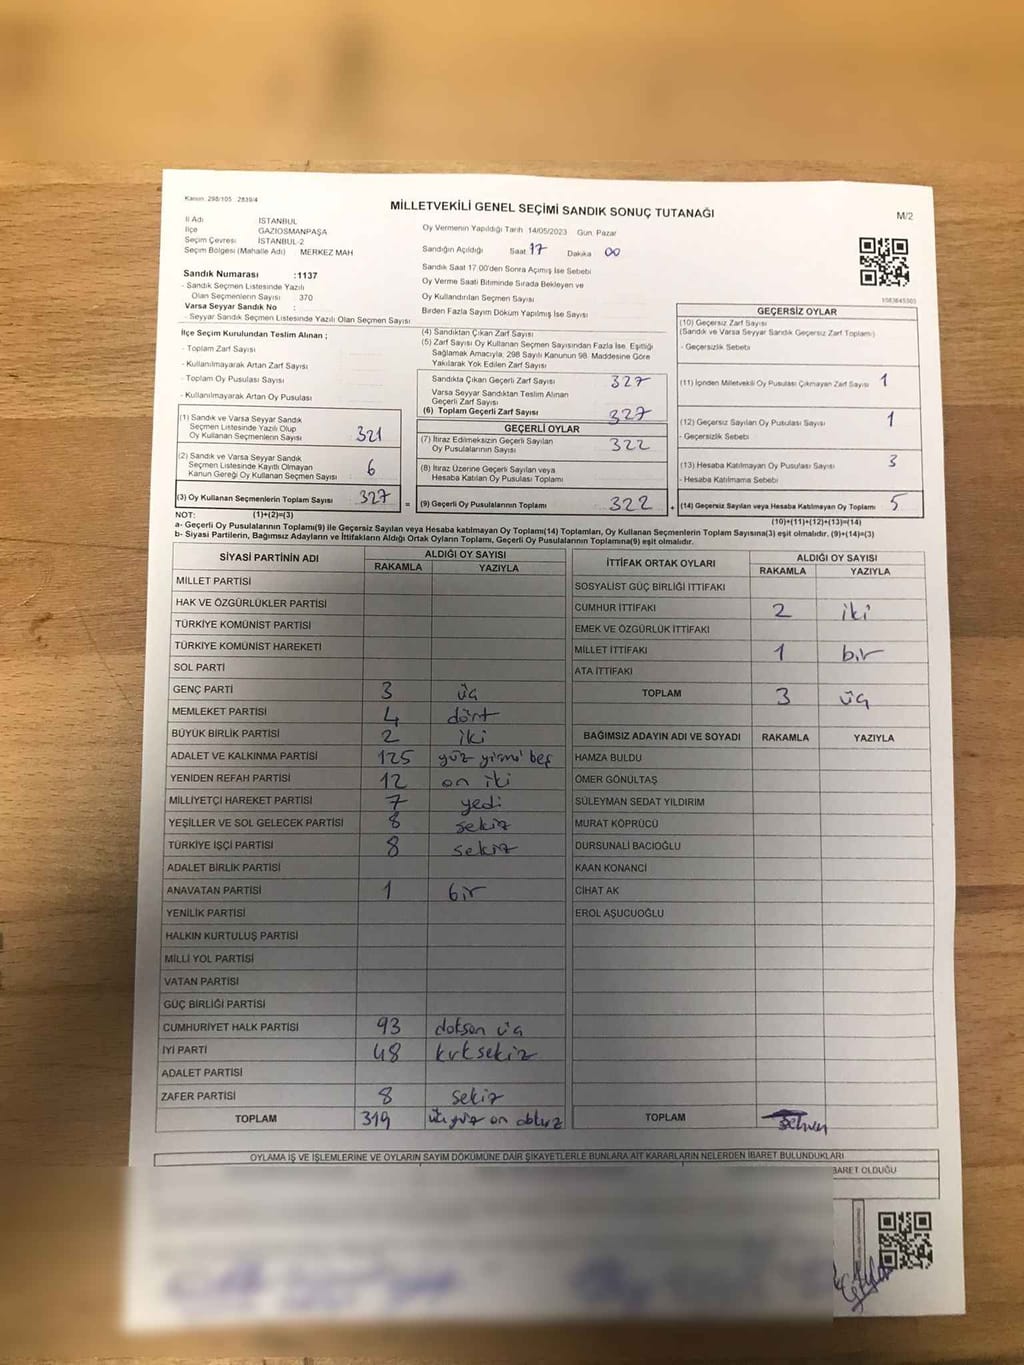 Kanun: 298/105 : 2839/4
MİLLETVEKİLİ GENEL SEÇİMİ SANDIK SONUÇ TUTANAĞI
M/2
İl Adı İSTANBUL
İlçe GAZİOSMANPAŞA
Seçim Çevresi İSTANBUL-2
Seçim Bölgesi (Mahalle Adı) MERKEZ MAH
Sandık Numarası :1137
- Sandık Seçmen Listesinde Yazılı
Olan Seçmenlerin Sayısı : 370
Varsa Seyyar Sandık No :
- Seyyar Sandık Seçmen Listesinde Yazılı Olan Seçmen Sayısı
Oy Vermenin Yapıldığı Tarih 14/05/2023 Gün: Pazar
Sandığın Açıldığı Saat 17 Dakika 00
Sandık Saat 17.00'den Sonra Açılmış İse Sebebi
Oy Verme Saati Bitiminde Sırada Bekleyen ve
Oy Kullandırılan Seçmen Sayısı
Birden Fazla Sayım Döküm Yapılmış İse Sayısı
İlçe Seçim Kurulundan Teslim Alınan ;
- Toplam Zarf Sayısı
- Kullanılmayarak Artan Zarf Sayısı
- Toplam Oy Pusulası Sayısı
- Kullanılmayarak Artan Oy Pusulası
(1) Sandık ve Varsa Seyyar Sandık
Seçmen Listesinde Yazılı Olup
Oy Kullanan Seçmenlerin Sayısı 321
(2) Sandık ve Varsa Seyyar Sandık
Seçmen Listesinde Kayıtlı Olmayan
Kanun Gereği Oy Kullanan Seçmen Sayısı 6
(3) Oy Kullanan Seçmenlerin Toplam Sayısı 327 =
(4) Sandıktan Çıkan Zarf Sayısı
(5) Zarf Sayısı Oy Kullanan Seçmen Sayısından Fazla İse, Eşitliği
Sağlamak Amacıyla, 298 Sayılı Kanunun 98. Maddesine Göre
Yakılarak Yok Edilen Zarf Sayısı
Sandıkta Çıkan Geçerli Zarf Sayısı 327
Varsa Seyyar Sandıktan Teslim Alınan
Geçerli Zarf Sayısı
(6) Toplam Geçerli Zarf Sayısı 327
GEÇERLİ OYLAR
(7) İtiraz Edilmeksizin Geçerli Sayılan
Oy Pusulalarının Sayısı 322
(8) İtiraz Üzerine Geçerli Sayılan veya
Hesaba Katılan Oy Pusulası Toplamı
(9) Geçerli Oy Pusulalarının Toplamı 322 +
GEÇERSİZ OYLAR
(10) Geçersiz Zarf Sayısı
(Sandık ve Varsa Seyyar Sandık Geçersiz Zarf Toplamı)
- Geçersizlik Sebebi
(11) İçinden Milletvekili Oy Pusulası Çıkmayan Zarf Sayısı 1
(12) Geçersiz Sayılan Oy Pusulası Sayısı 1
- Geçersizlik Sebebi
(13) Hesaba Katılmayan Oy Pusulası Sayısı 3
- Hesaba Katılmama Sebebi
(14) Geçersiz Sayılan veya Hesaba Katılmayan Oy Toplamı 5
NOT: (1)+(2)=(3) (10)+(11)+(12)+(13)=(14)
a- Geçerli Oy Pusulalarının Toplamı(9) ile Geçersiz Sayılan veya Hesaba katılmayan Oy Toplamı(14) Toplamları, Oy Kullanan Seçmenlerin Toplam Sayısına(3) eşit olmalıdır, (9)+(14)=(3)
b- Siyasi Partilerin, Bağımsız Adayların ve İttifakların Aldığı Ortak Oyların Toplamı, Geçerli Oy Pusulalarının Toplamına(9) eşit olmalıdır.
SİYASİ PARTİNİN ADI ALDIĞI OY SAYISI
RAKAMLA YAZIYLA
MİLLET PARTİSİ
HAK VE ÖZGÜRLÜKLER PARTİSİ
TÜRKİYE KOMÜNİST PARTİSİ
TÜRKİYE KOMÜNİST HAREKETİ
SOL PARTİ
GENÇ PARTİ 3 üç
MEMLEKET PARTİSİ 4 dört
BÜYÜK BİRLİK PARTİSİ 2 iki
ADALET VE KALKINMA PARTİSİ 125 yüz yirmi beş
YENİDEN REFAH PARTİSİ 12 on iki
MİLLİYETÇİ HAREKET PARTİSİ 7 yedi
YEŞİLLER VE SOL GELECEK PARTİSİ 8 sekiz
TÜRKİYE İŞÇİ PARTİSİ 8 sekiz
ADALET BİRLİK PARTİSİ
ANAVATAN PARTİSİ 1 bir
YENİLİK PARTİSİ
HALKIN KURTULUŞ PARTİSİ
MİLLİ YOL PARTİSİ
VATAN PARTİSİ
GÜÇ BİRLİĞİ PARTİSİ
CUMHURİYET HALK PARTİSİ 93 doksan üç
İYİ PARTİ 48 kırksekiz
ADALET PARTİSİ
ZAFER PARTİSİ 8 sekiz
TOPLAM 319 üçyüz on dokuz
İTTİFAK ORTAK OYLARI ALDIĞI OY SAYISI
RAKAMLA YAZIYLA
SOSYALİST GÜÇ BİRLİĞİ İTTİFAKI
CUMHUR İTTİFAKI 2 iki
EMEK VE ÖZGÜRLÜK İTTİFAKI
MİLLET İTTİFAKI 1 bir
ATA İTTİFAKI
TOPLAM 3 üç
BAĞIMSIZ ADAYIN ADI VE SOYADI RAKAMLA YAZIYLA
HAMZA BULDU
ÖMER GÖNÜLTAŞ
SÜLEYMAN SEDAT YILDIRIM
MURAT KÖPRÜCÜ
DURSUNALİ BACIOĞLU
KAAN KONANCİ
CİHAT AK
EROL AŞUCUOĞLU
TOPLAM
OYLAMA İŞ VE İŞLEMLERİNE VE OYLARIN SAYIM DÖKÜMÜNE DAİR ŞİKAYETLERLE BUNLARA AİT KARARLARIN NELERDEN İBARET BULUNDUKLARI
BARET OLDUĞU